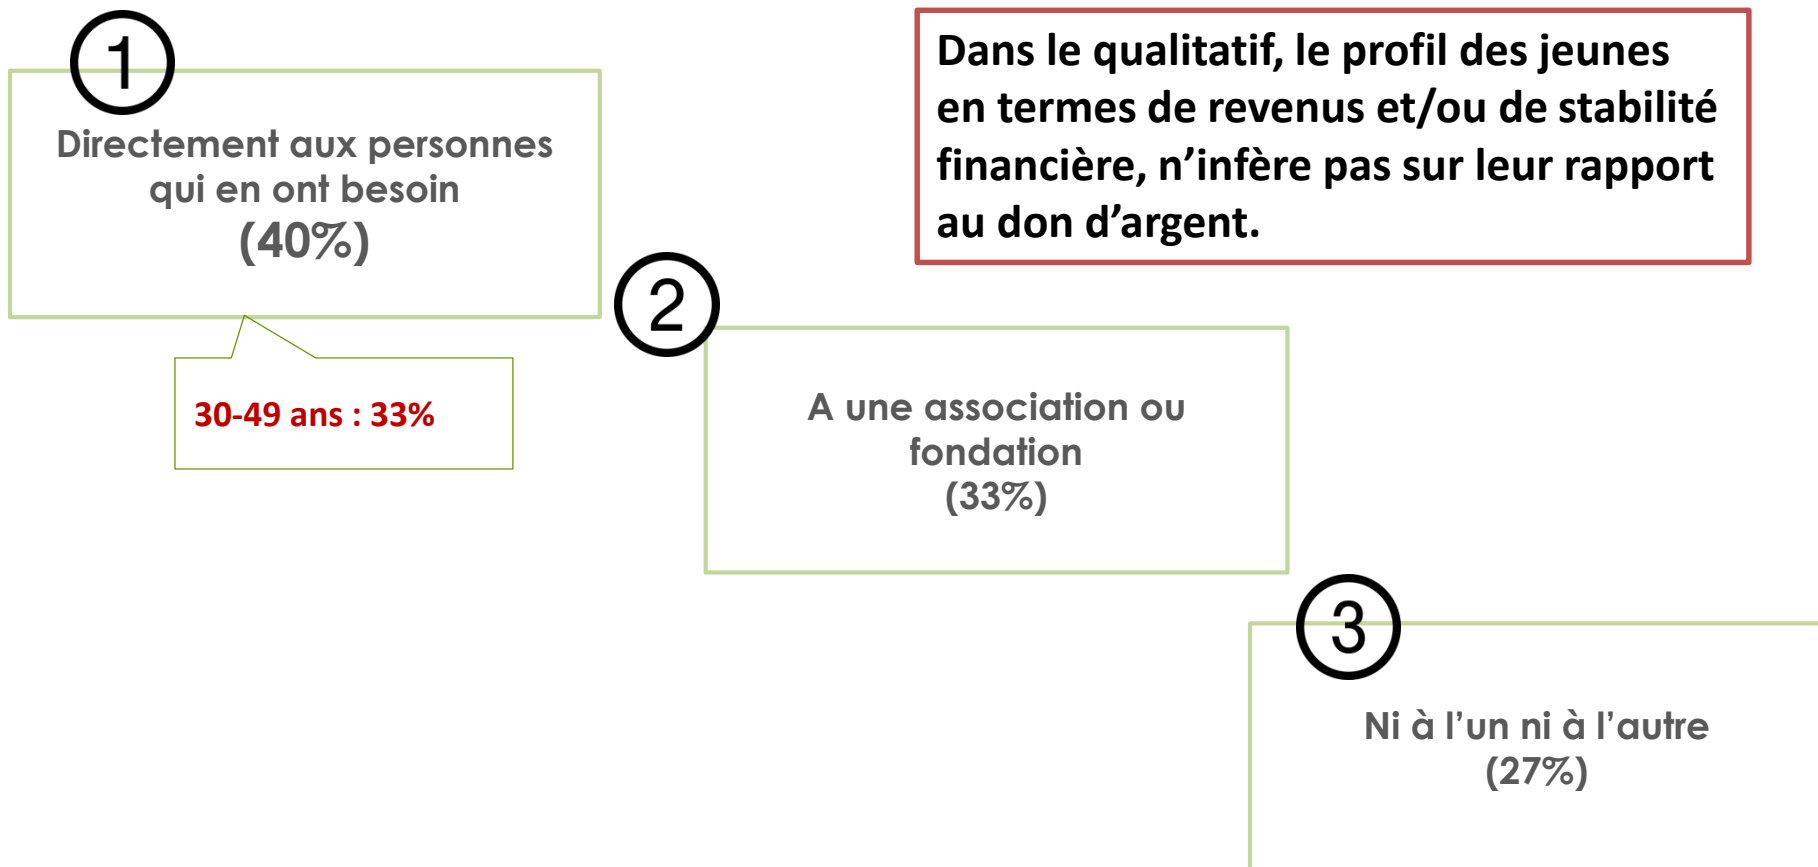 1
Directement aux personnes
qui en ont besoin
(40%)
30-49 ans : 33%
Dans le qualitatif, le profil des jeunes
en termes de revenus et/ou de stabilité
financière, n’infère pas sur leur rapport
au don d’argent.
2
A une association ou
fondation
(33%)
3
Ni à l’un ni à l’autre
(27%)